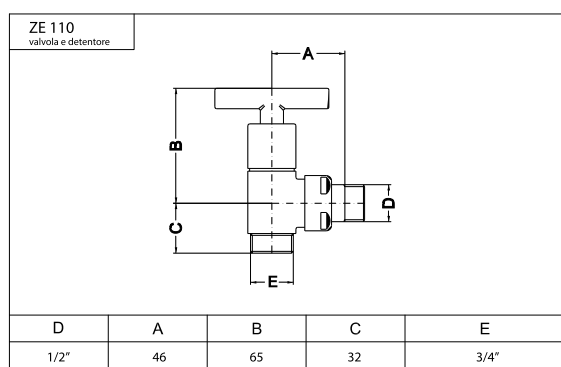 ZE 110
valvola e detentore
A
B
C
D
E
D A B C E
1/2" 46 65 32 3/4"